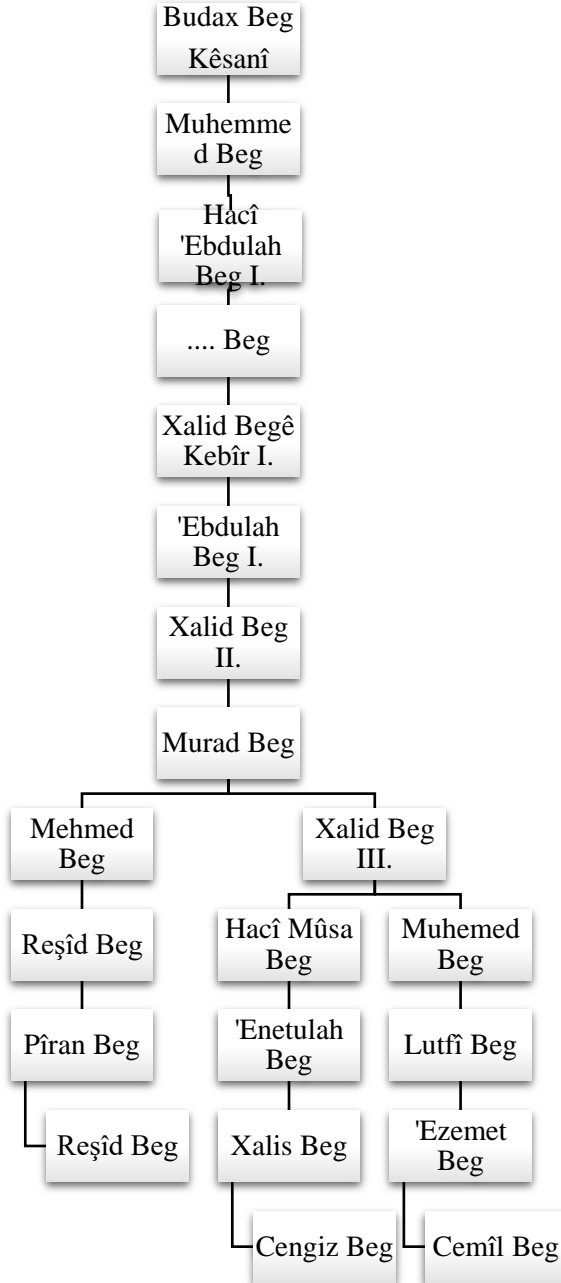 Budax Beg
Kêsanî
Muhemme
d Beg
Hacî
'Ebdulah
Beg I.
.... Beg
Xalid Begê
Kebîr I.
'Ebdulah
Beg I.
Xalid Beg
II.
Murad Beg
Mehmed
Beg
Xalid Beg
III.
Reşîd Beg
Hacî Mûsa
Beg
Muhemed
Beg
Pîran Beg
'Enetulah
Beg
Lutfî Beg
Reşîd Beg
Xalis Beg
'Ezemet
Beg
Cengiz Beg
Cemîl Beg